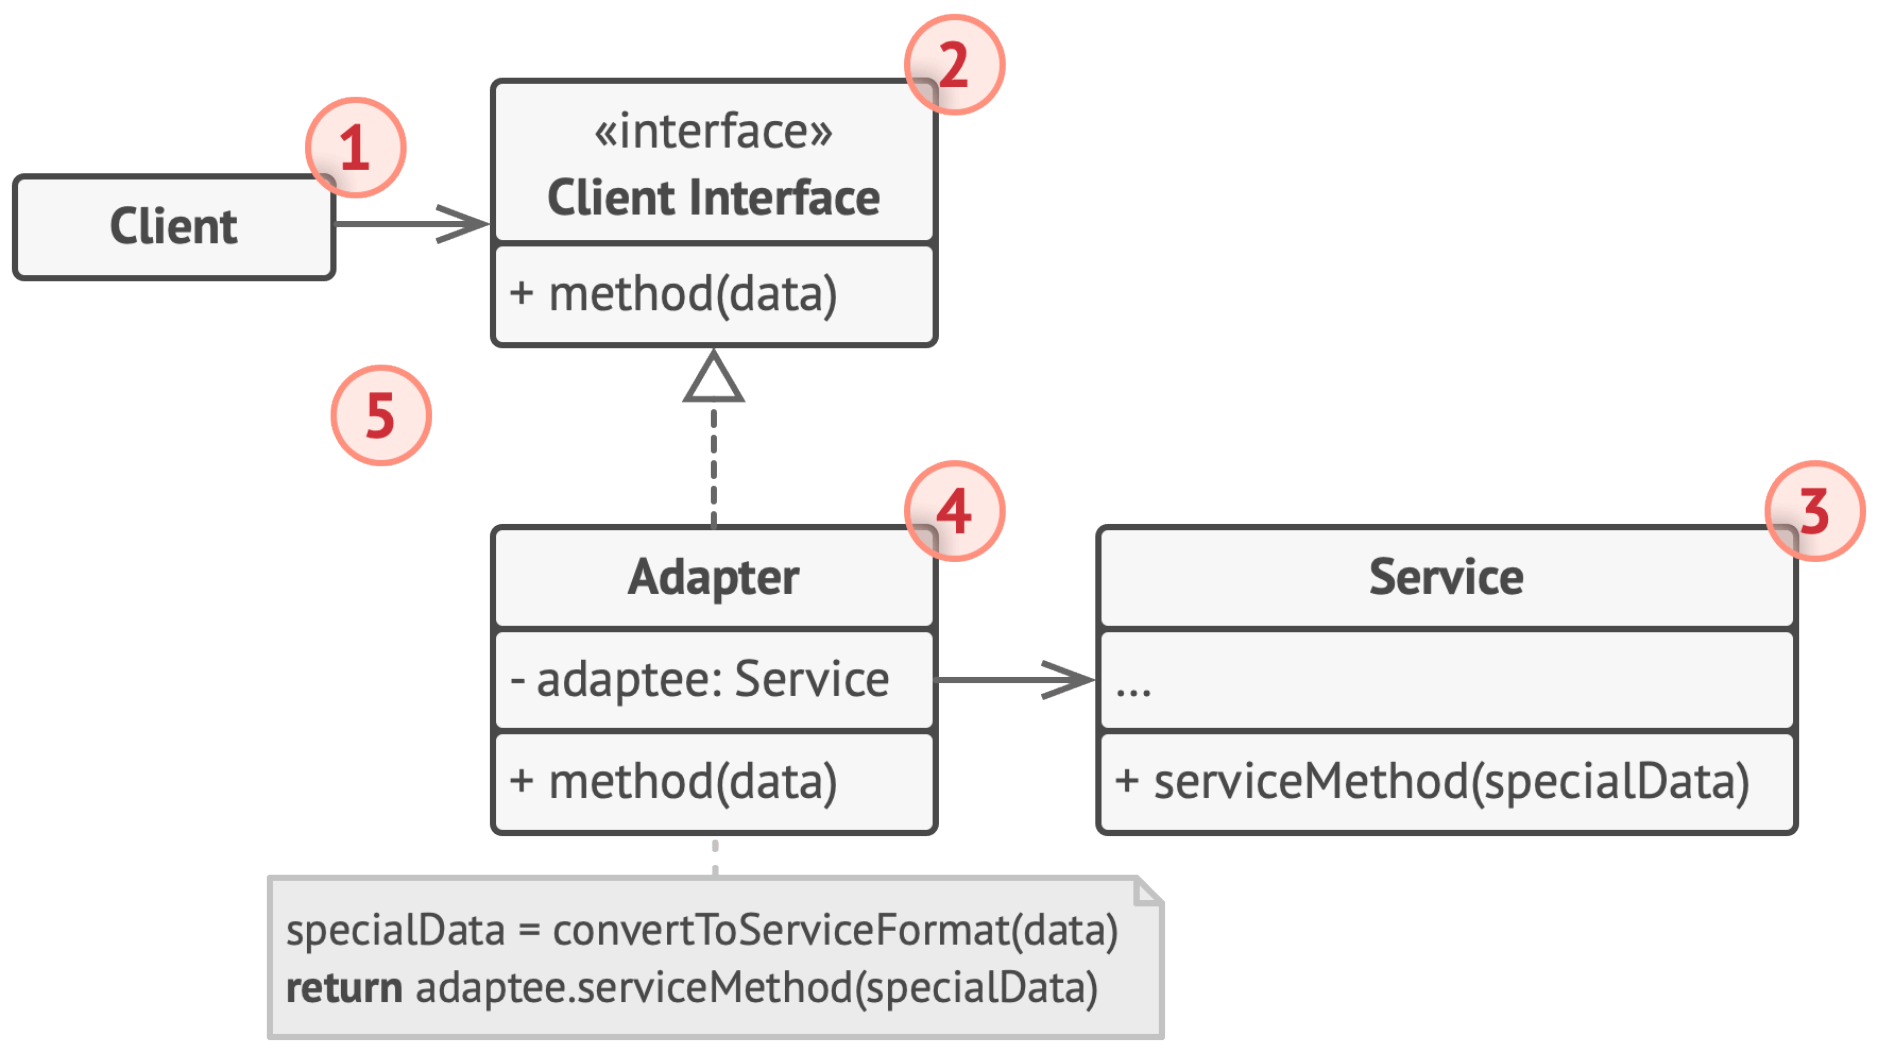 1
Client
2
«interface»
Client Interface
+ method(data)
5
4
Adapter
- adaptee: Service
+ method(data)
3
Service
...
+ serviceMethod(specialData)
specialData = convertToServiceFormat(data)
return adaptee.serviceMethod(specialData)